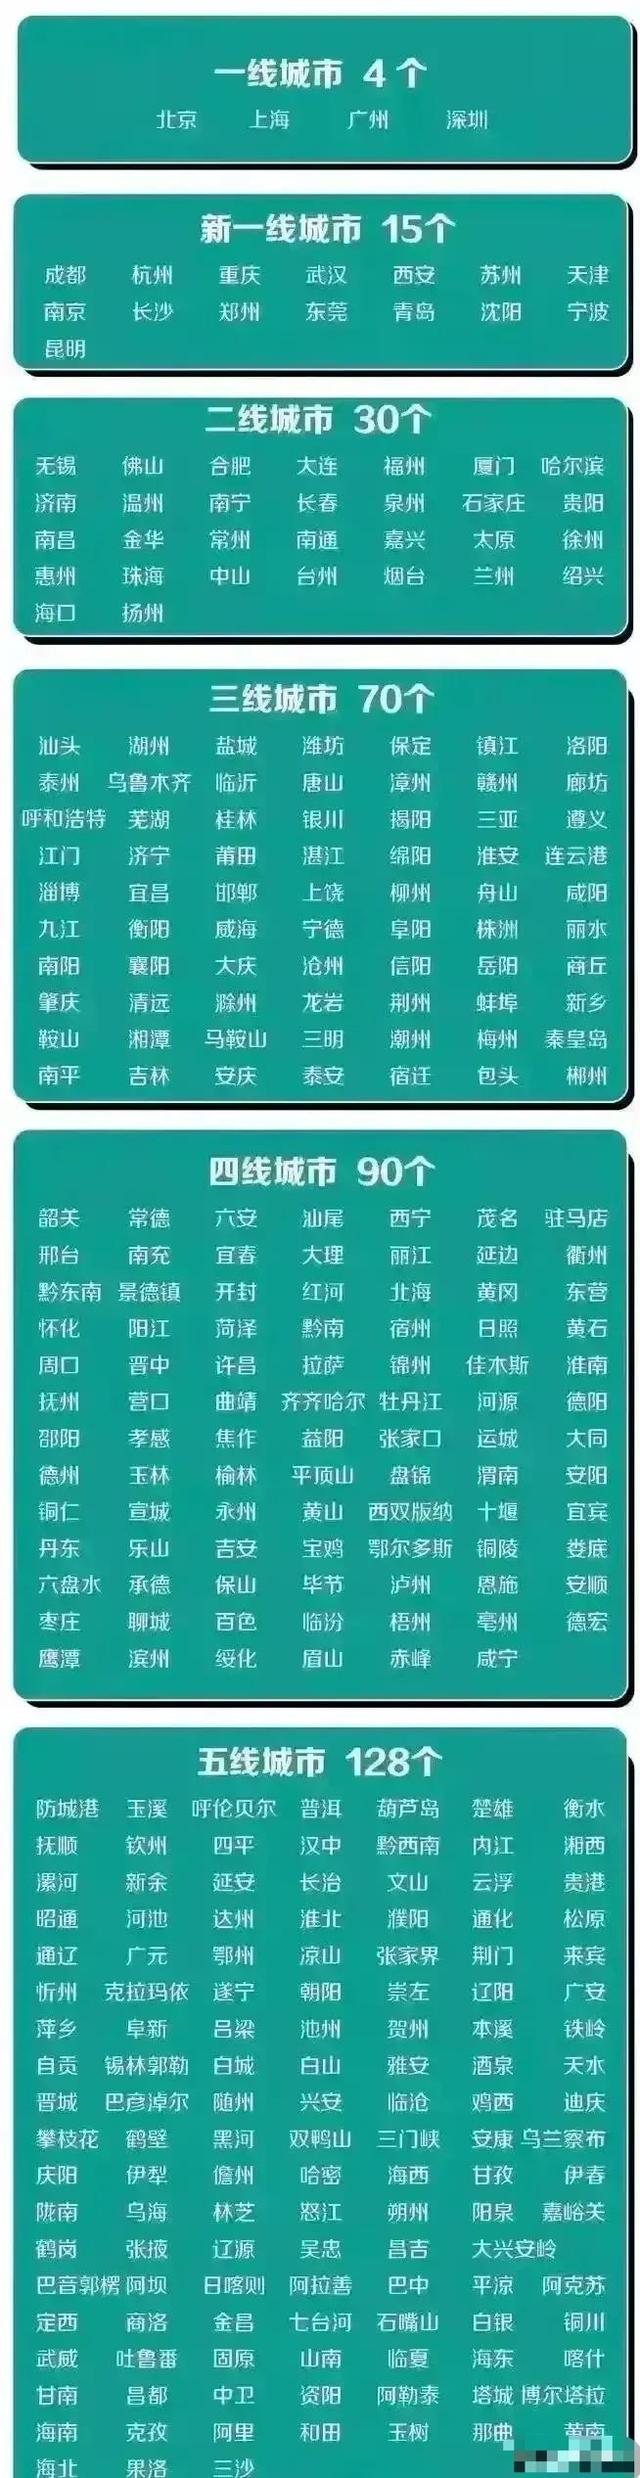 一线城市 4个
北京 上海 广州 深圳
新一线城市 15个
成都 杭州 重庆 武汉 西安 苏州 天津
南京 长沙 郑州 东莞 青岛 沈阳 宁波
昆明
二线城市 30个
无锡 佛山 合肥 大连 福州 厦门 哈尔滨
济南 温州 南宁 长春 泉州 石家庄 贵阳
南昌 金华 常州 南通 嘉兴 太原 徐州
惠州 珠海 中山 台州 烟台 兰州 绍兴
海口 扬州
三线城市 70个
汕头 湖州 盐城 潍坊 保定 镇江 洛阳
泰州 乌鲁木齐 临沂 唐山 漳州 赣州 廊坊
呼和浩特 芜湖 桂林 银川 揭阳 三亚 遵义
江门 济宁 莆田 湛江 绵阳 淮安 连云港
淄博 宜昌 邯郸 上饶 柳州 舟山 咸阳
九江 衡阳 威海 宁德 阜阳 株洲 丽水
南阳 襄阳 大庆 沧州 信阳 岳阳 商丘
肇庆 清远 滁州 龙岩 荆州 蚌埠 新乡
鞍山 湘潭 马鞍山 三明 潮州 梅州 秦皇岛
南平 吉林 安庆 泰安 宿迁 包头 郴州
四线城市 90个
韶关 常德 六安 汕尾 西宁 茂名 驻马店
邢台 南充 宜春 大理 丽江 延边 衢州
黔东南 景德镇 开封 红河 北海 黄冈 东营
怀化 阳江 菏泽 黔南 宿州 日照 黄石
周口 晋中 许昌 拉萨 锦州 佳木斯 淮南
抚州 营口 曲靖 齐齐哈尔 牡丹江 河源 德阳
邵阳 孝感 焦作 益阳 张家口 运城 大同
德州 玉林 榆林 平顶山 盘锦 渭南 安阳
铜仁 宣城 永州 黄山 西双版纳 十堰 宜宾
丹东 乐山 吉安 宝鸡 鄂尔多斯 铜陵 娄底
六盘水 承德 保山 毕节 泸州 恩施 安顺
枣庄 聊城 百色 临汾 梧州 亳州 德宏
鹰潭 滨州 绥化 眉山 赤峰 咸宁
五线城市 128个
防城港 玉溪 呼伦贝尔 普洱 葫芦岛 楚雄 衡水
抚顺 钦州 四平 汉中 黔西南 内江 湘西
漯河 新余 延安 长治 文山 云浮 贵港
昭通 河池 达州 淮北 濮阳 通化 松原
通辽 广元 鄂州 凉山 张家界 荆门 来宾
忻州 克拉玛依 遂宁 朝阳 崇左 辽阳 广安
萍乡 阜新 吕梁 池州 贺州 本溪 铁岭
自贡 锡林郭勒 白城 白山 雅安 酒泉 天水
晋城 巴彦淖尔 随州 兴安 临沧 鸡西 迪庆
攀枝花 鹤壁 黑河 双鸭山 三门峡 安康 乌兰察布
庆阳 伊犁 儋州 哈密 海西 甘孜 伊春
陇南 乌海 林芝 怒江 朔州 阳泉 嘉峪关
鹤岗 张掖 辽源 吴忠 昌吉 大兴安岭
巴音郭楞 阿坝 日喀则 阿拉善 巴中 平凉 阿克苏
定西 商洛 金昌 七台河 石嘴山 白银 铜川
武威 吐鲁番 固原 山南 临夏 海东 喀什
甘南 昌都 中卫 资阳 阿勒泰 塔城 博尔塔拉
海南 克孜 阿里 和田 玉树 那曲 黄南
海北 果洛 三沙